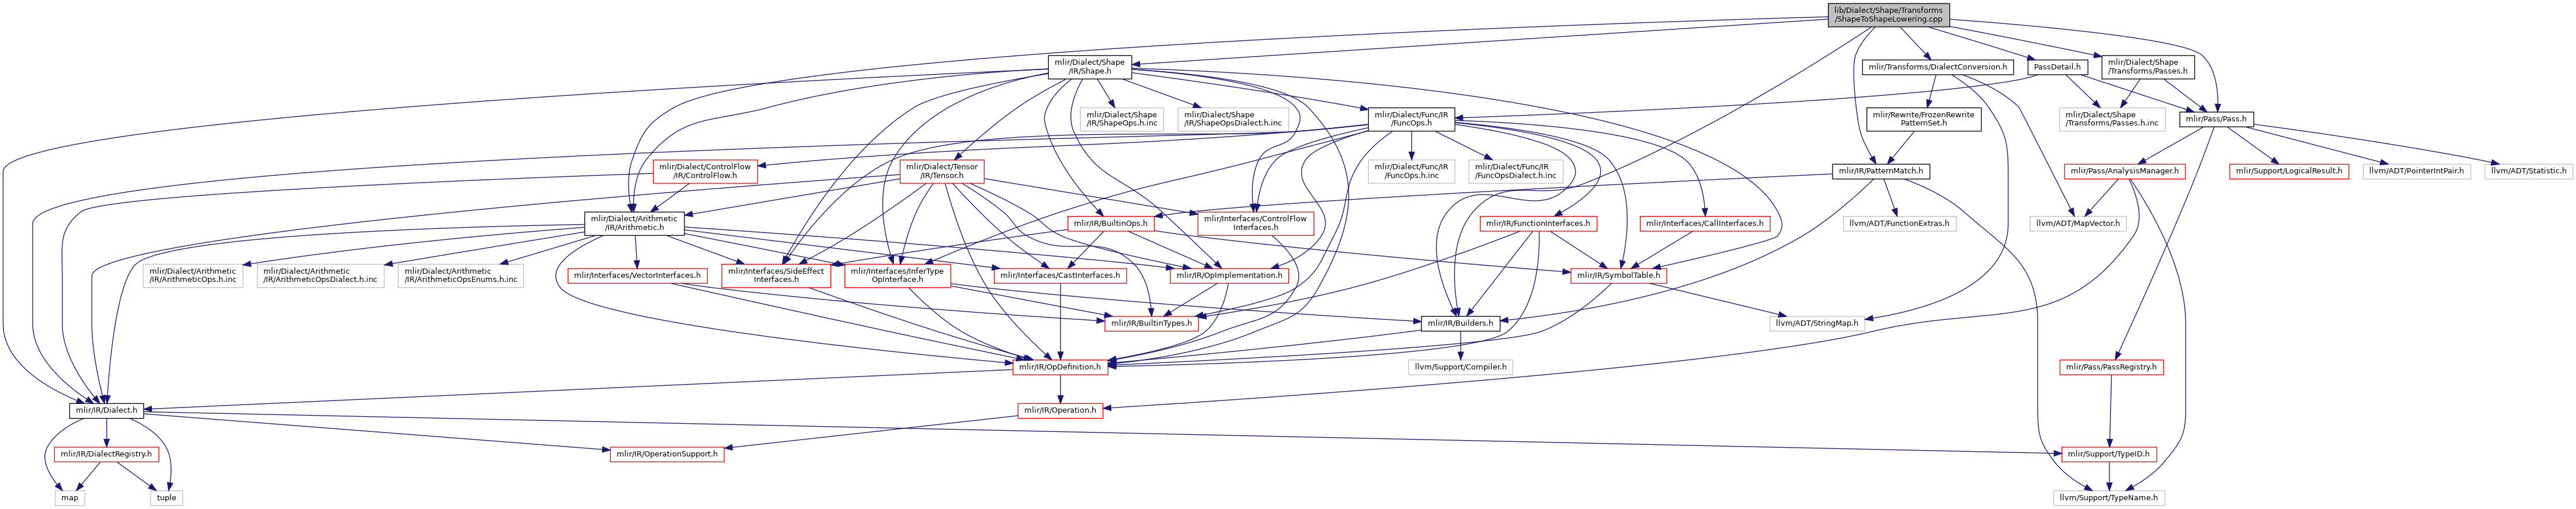 lib/Dialect/Shape/Transforms
/ShapeToShapeLowering.cpp
mlir/Dialect/Shape
/IR/Shape.h
mlir/Transforms/DialectConversion.h
PassDetail.h
mlir/Dialect/Shape
/Transforms/Passes.h
mlir/Dialect/Shape
/IR/ShapeOps.h.inc
mlir/Dialect/Shape
/IR/ShapeOpsDialect.h.inc
mlir/Dialect/Func/IR
/FuncOps.h
mlir/Rewrite/FrozenRewrite
PatternSet.h
mlir/Dialect/Shape
/Transforms/Passes.h.inc
mlir/Pass/Pass.h
mlir/Dialect/ControlFlow
/IR/ControlFlow.h
mlir/Dialect/Tensor
/IR/Tensor.h
mlir/Dialect/Func/IR
/FuncOps.h.inc
mlir/Dialect/Func/IR
/FuncOpsDialect.h.inc
mlir/IR/PatternMatch.h
mlir/Pass/AnalysisManager.h
mlir/Support/LogicalResult.h
llvm/ADT/PointerIntPair.h
llvm/ADT/Statistic.h
mlir/Dialect/Arithmetic
/IR/Arithmetic.h
mlir/IR/BuiltinOps.h
mlir/Interfaces/ControlFlow
Interfaces.h
mlir/IR/FunctionInterfaces.h
mlir/Interfaces/CallInterfaces.h
llvm/ADT/FunctionExtras.h
llvm/ADT/MapVector.h
mlir/Dialect/Arithmetic
/IR/ArithmeticOps.h.inc
mlir/Dialect/Arithmetic
/IR/ArithmeticOpsDialect.h.inc
mlir/Dialect/Arithmetic
/IR/ArithmeticOpsEnums.h.inc
mlir/Interfaces/VectorInterfaces.h
mlir/Interfaces/SideEffect
Interfaces.h
mlir/Interfaces/InferType
OpInterface.h
mlir/Interfaces/CastInterfaces.h
mlir/IR/OpImplementation.h
mlir/IR/SymbolTable.h
mlir/IR/BuiltinTypes.h
mlir/IR/Builders.h
llvm/ADT/StringMap.h
mlir/IR/OpDefinition.h
llvm/Support/Compiler.h
mlir/Pass/PassRegistry.h
mlir/IR/Dialect.h
mlir/IR/Operation.h
mlir/IR/DialectRegistry.h
mlir/IR/OperationSupport.h
mlir/Support/TypeID.h
map
tuple
llvm/Support/TypeName.h